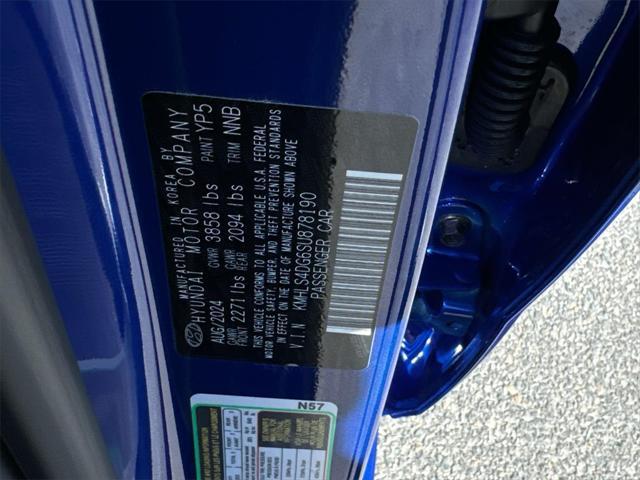 MANUFACTURED IN KOREA BY
HYUNDAI MOTOR COMPANY
AUG/2024 GVWR 3858 lbs PAINT YP5
GAWR FRONT 2271 lbs GAWR REAR 2094 lbs TRIM NNB
THIS VEHICLE CONFORMS TO ALL APPLICABLE U.S.A. FEDERAL
MOTOR VEHICLE SAFETY, BUMPER, AND THEFT PREVENTION STANDARDS
IN EFFECT ON THE DATE OF MANUFACTURE SHOWN ABOVE
V I N KMHLS4DG6SU878190
PASSENGER CAR
N57